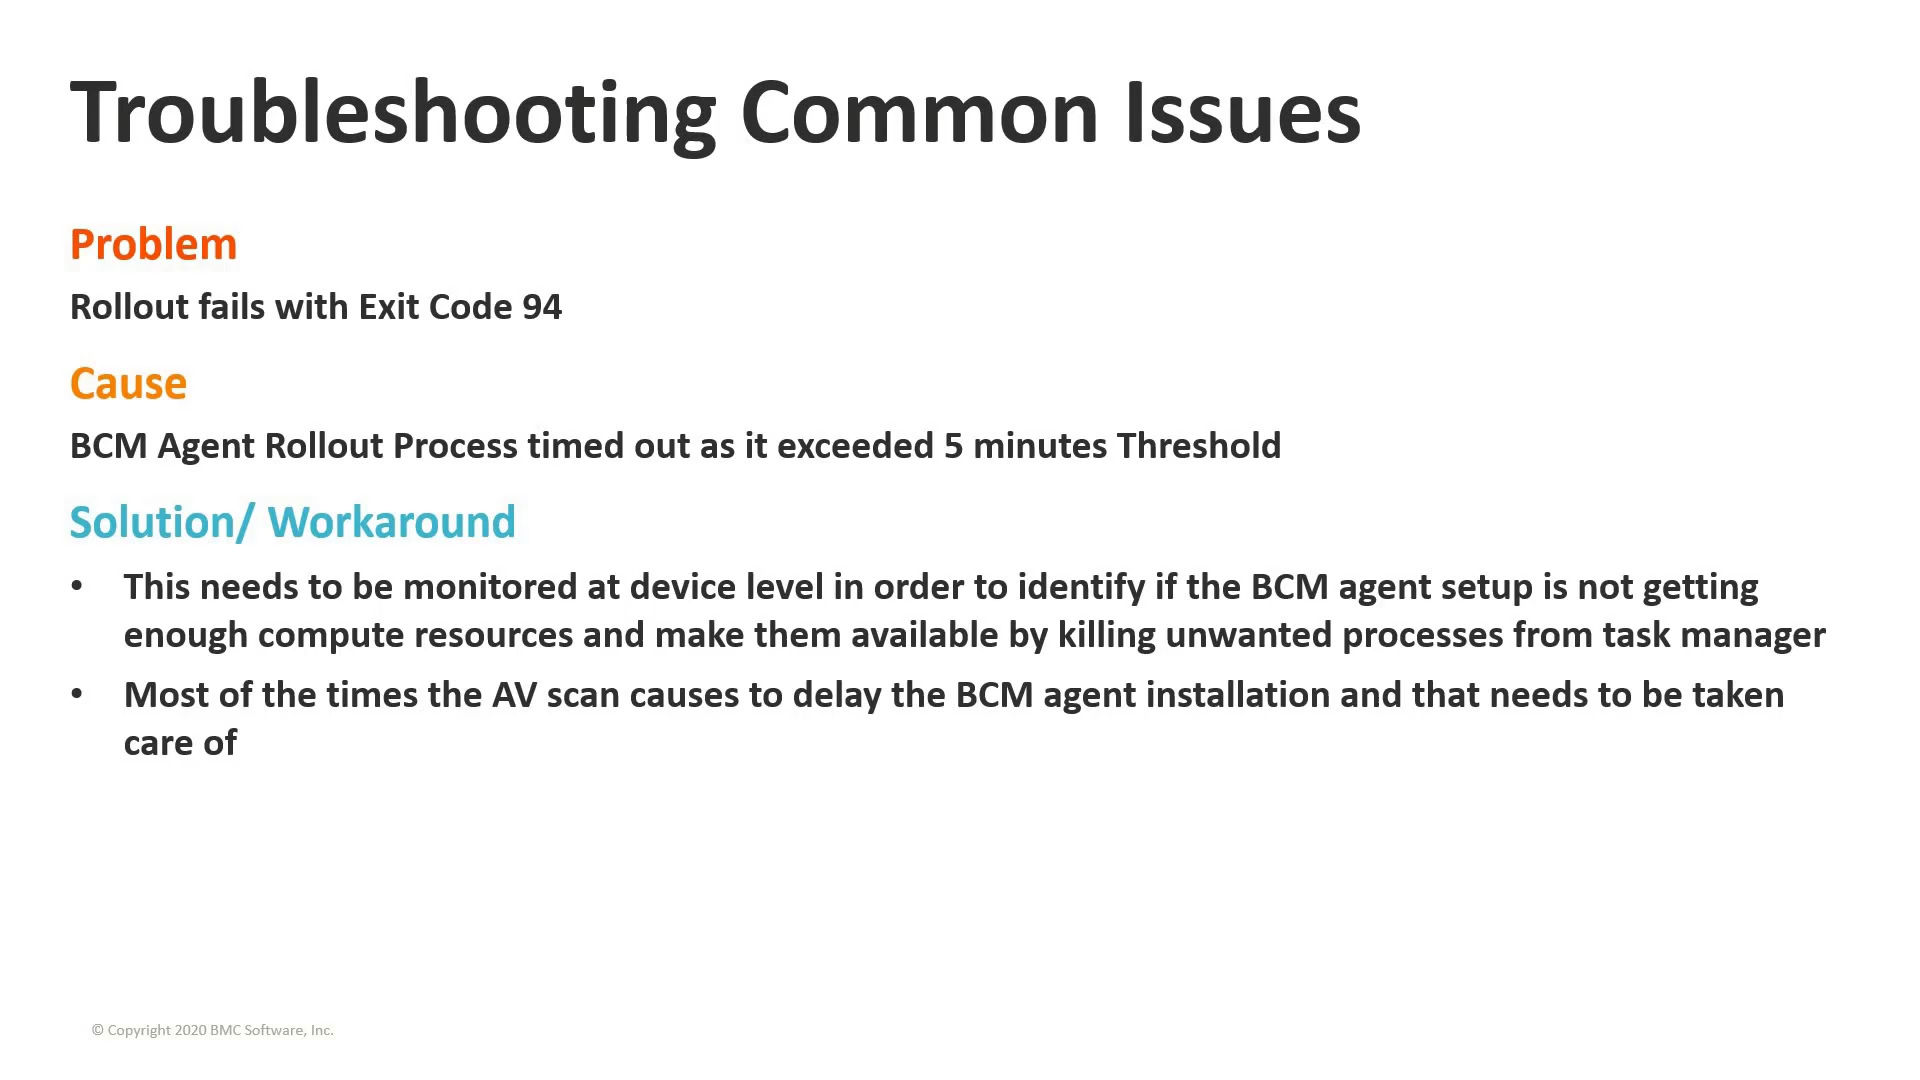 Troubleshooting Common Issues
Problem
Rollout fails with Exit Code 94
Cause
BCM Agent Rollout Process timed out as it exceeded 5 minutes Threshold
Solution/ Workaround
• This needs to be monitored at device level in order to identify if the BCM agent setup is not getting
enough compute resources and make them available by killing unwanted processes from task manager
• Most of the times the AV scan causes to delay the BCM agent installation and that needs to be taken
care of
© Copyright 2020 BMC Software, Inc.